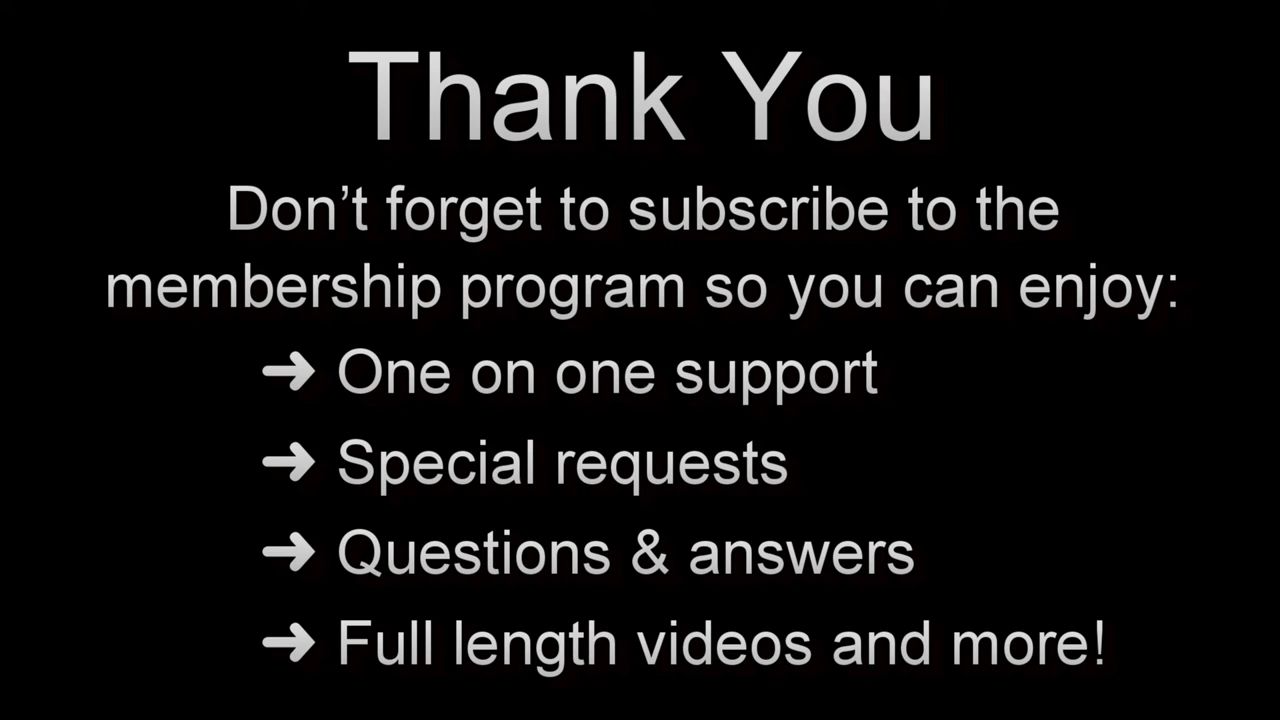 Thank You
Don’t forget to subscribe to the
membership program so you can enjoy:
➜ One on one support
➜ Special requests
➜ Questions & answers
➜ Full length videos and more!